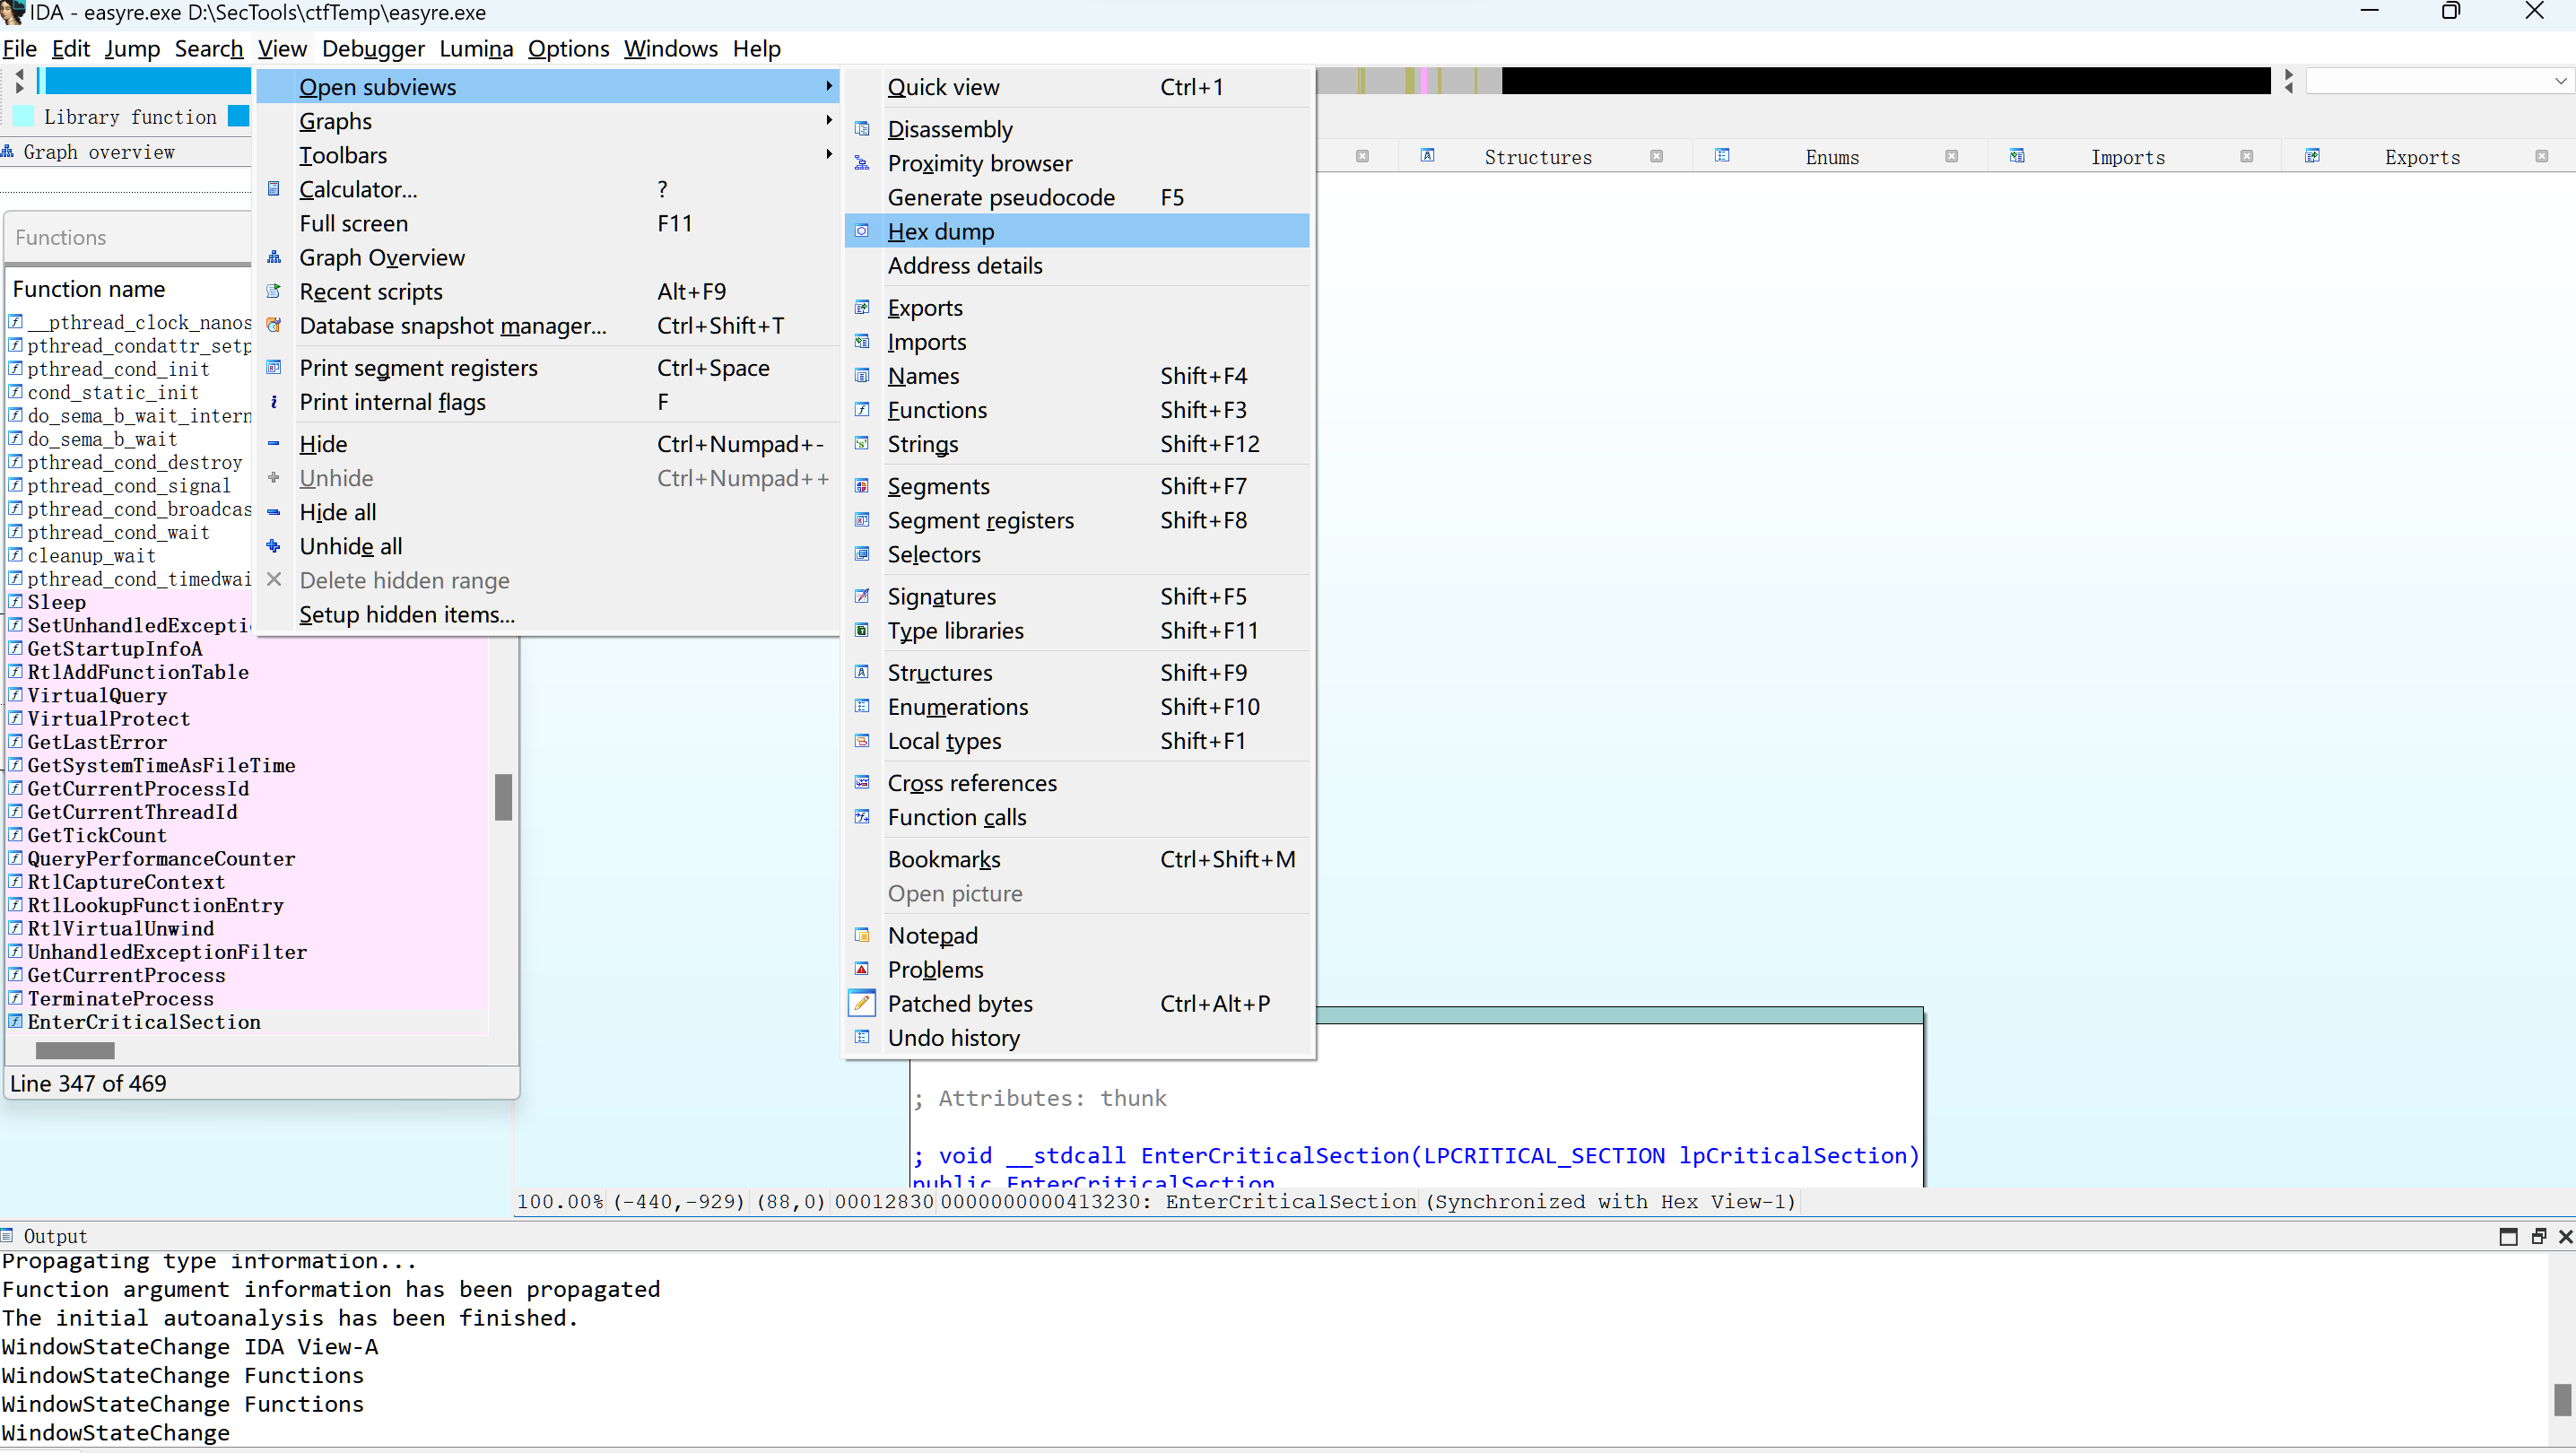 IDA - easyre.exe D:\SecTools\ctfTemp\easyre.exe
File Edit Jump Search View Debugger Lumina Options Windows Help
Library function
Graph overview
Structures
Enums
Imports
Exports
Functions
Function name
__pthread_clock_nanos
pthread_condattr_setp
pthread_cond_init
cond_static_init
do_sema_b_wait_intern
do_sema_b_wait
pthread_cond_destroy
pthread_cond_signal
pthread_cond_broadcas
pthread_cond_wait
cleanup_wait
pthread_cond_timedwai
Sleep
SetUnhandledExcepti
GetStartupInfoA
RtlAddFunctionTable
VirtualQuery
VirtualProtect
GetLastError
GetSystemTimeAsFileTime
GetCurrentProcessId
GetCurrentThreadId
GetTickCount
QueryPerformanceCounter
RtlCaptureContext
RtlLookupFunctionEntry
RtlVirtualUnwind
UnhandledExceptionFilter
GetCurrentProcess
TerminateProcess
EnterCriticalSection
Line 347 of 469
Open subviews
Graphs
Toolbars
Calculator... ?
Full screen F11
Graph Overview
Recent scripts Alt+F9
Database snapshot manager... Ctrl+Shift+T
Print segment registers Ctrl+Space
Print internal flags F
Hide Ctrl+Numpad+-
Unhide Ctrl+Numpad++
Hide all
Unhide all
Delete hidden range
Setup hidden items...
Quick view Ctrl+1
Disassembly
Proximity browser
Generate pseudocode F5
Hex dump
Address details
Exports
Imports
Names Shift+F4
Functions Shift+F3
Strings Shift+F12
Segments Shift+F7
Segment registers Shift+F8
Selectors
Signatures Shift+F5
Type libraries Shift+F11
Structures Shift+F9
Enumerations Shift+F10
Local types Shift+F1
Cross references
Function calls
Bookmarks Ctrl+Shift+M
Open picture
Notepad
Problems
Patched bytes Ctrl+Alt+P
Undo history
; Attributes: thunk
; void __stdcall EnterCriticalSection(LPCRITICAL_SECTION lpCriticalSection)
public EnterCriticalSection
100.00% (-440,-929) (88,0) 00012830 0000000000413230: EnterCriticalSection (Synchronized with Hex View-1)
Output
Propagating type information...
Function argument information has been propagated
The initial autoanalysis has been finished.
WindowStateChange IDA View-A
WindowStateChange Functions
WindowStateChange Functions
WindowStateChange